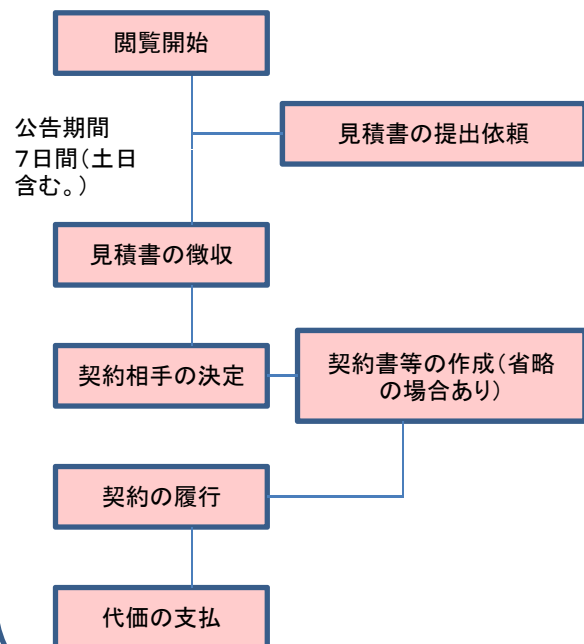 閲覧開始
公告期間
7日間(土日
含む。)
見積書の提出依頼
見積書の徴収
契約相手の決定
契約書等の作成(省略
の場合あり)
契約の履行
代価の支払